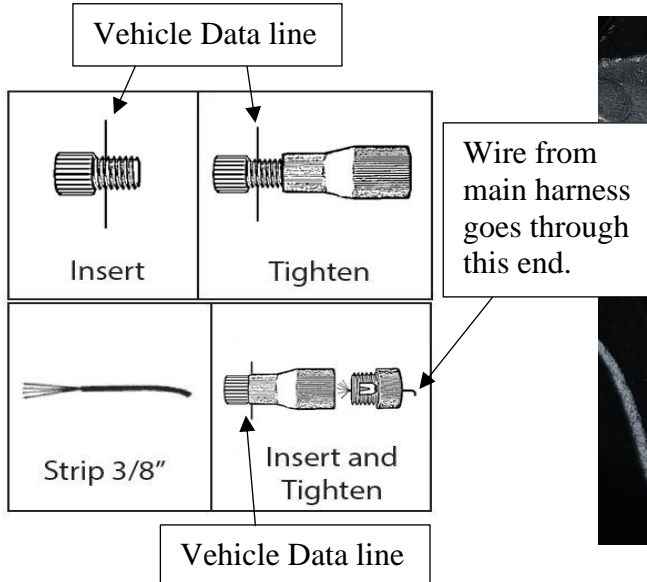 Vehicle Data line
Insert
Tighten
Wire from
main harness
goes through
this end.
Strip 3/8”
Insert and
Tighten
Vehicle Data line